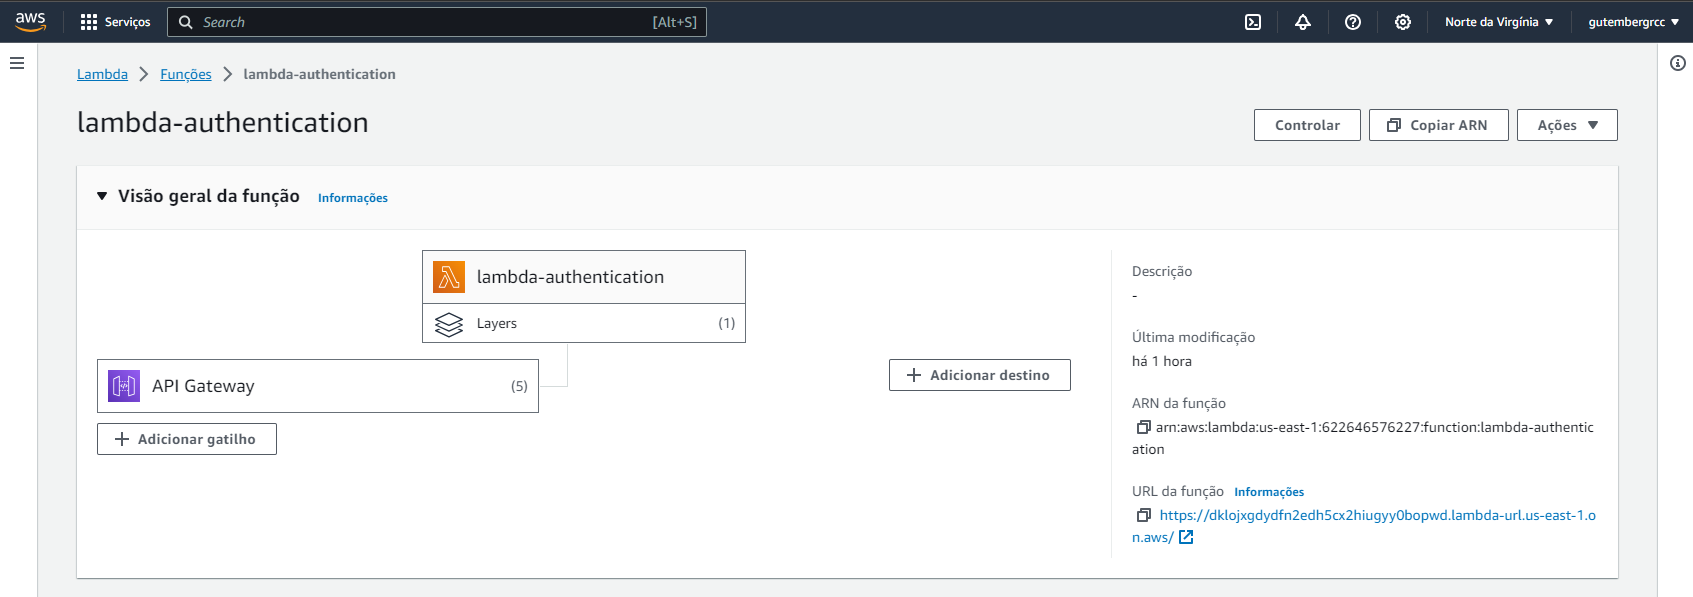 aws
Serviços
Search
[Alt+S]
Norte da Virgínia
gutembergrcc
Lambda
Funções
lambda-authentication
lambda-authentication
Controlar
Copiar ARN
Ações
Visão geral da função
Informações
lambda-authentication
Layers
(1)
API Gateway
(5)
Adicionar gatilho
Adicionar destino
Descrição
-
Última modificação
há 1 hora
ARN da função
arn:aws:lambda:us-east-1:622646576227:function:lambda-authentic
ation
URL da função
Informações
https://dklojxgdydfn2edh5cx2hiugyy0bopwd.lambda-url.us-east-1.o
n.aws/